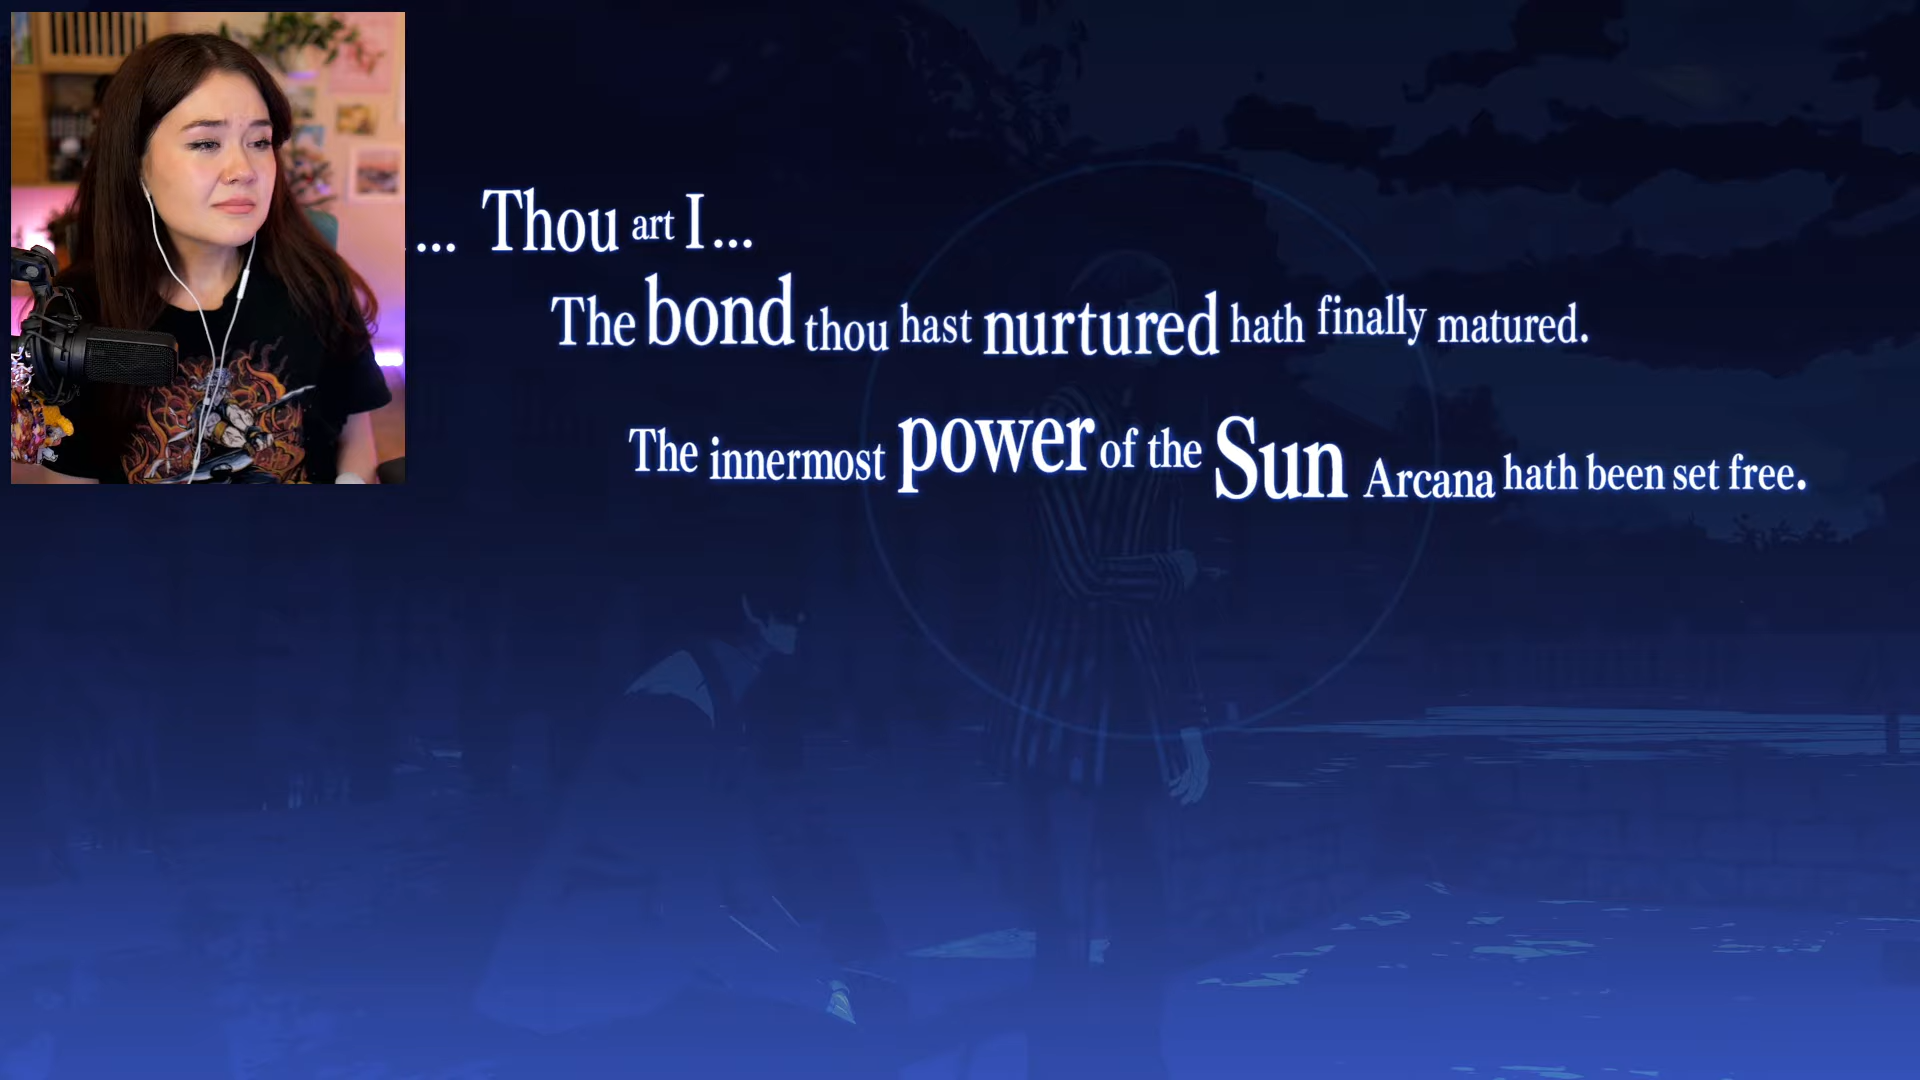 ... Thou art I...
The bond thou hast nurtured hath finally matured.
The innermost power of the Sun Arcana hath been set free.